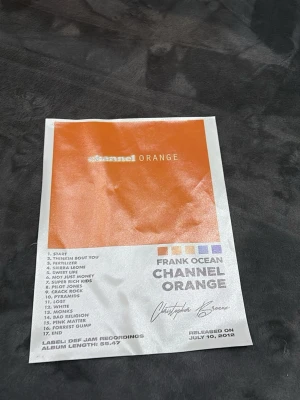 channel ORANGE
1. START
2. THINKIN BOUT YOU
3. FERTILIZER
4. SIERRA LEONE
5. SWEET LIFE
6. NOT JUST MONEY
7. SUPER RICH KIDS
8. PILOT JONES
9. CRACK ROCK
10. PYRAMIDS
11. LOST
12. WHITE
13. MONKS
14. BAD RELIGION
15. PINK MATTER
16. FORREST GUMP
17. END
LABEL: DEF JAM RECORDINGS
ALBUM LENGTH: 55.47
FRANK OCEAN
CHANNEL
ORANGE
Christopher Breaux
RELEASED ON
JULY 10, 2012